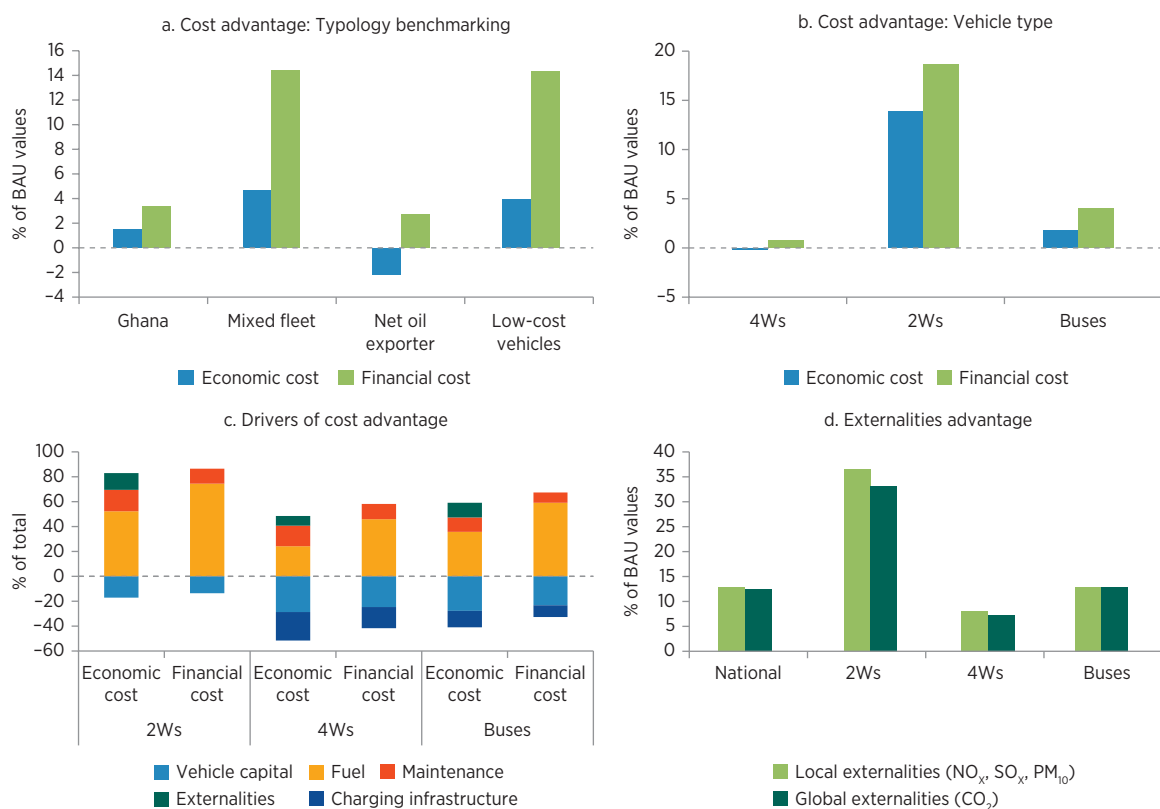 a. Cost advantage: Typology benchmarking
% of BAU values
16
14
12
10
8
6
4
2
0
−2
−4
Ghana
Mixed fleet
Net oil
exporter
Low-cost
vehicles
Economic cost
Financial cost
b. Cost advantage: Vehicle type
% of BAU values
20
15
10
5
0
−5
4Ws
2Ws
Buses
Economic cost
Financial cost
c. Drivers of cost advantage
% of total
100
80
60
40
20
0
−20
−40
−60
Economic
cost
Financial
cost
Economic
cost
Financial
cost
Economic
cost
Financial
cost
2Ws
4Ws
Buses
Vehicle capital
Fuel
Maintenance
Externalities
Charging infrastructure
d. Externalities advantage
% of BAU values
40
35
30
25
20
15
10
5
0
National
2Ws
4Ws
Buses
Local externalities (NOX, SOX, PM10)
Global externalities (CO2)